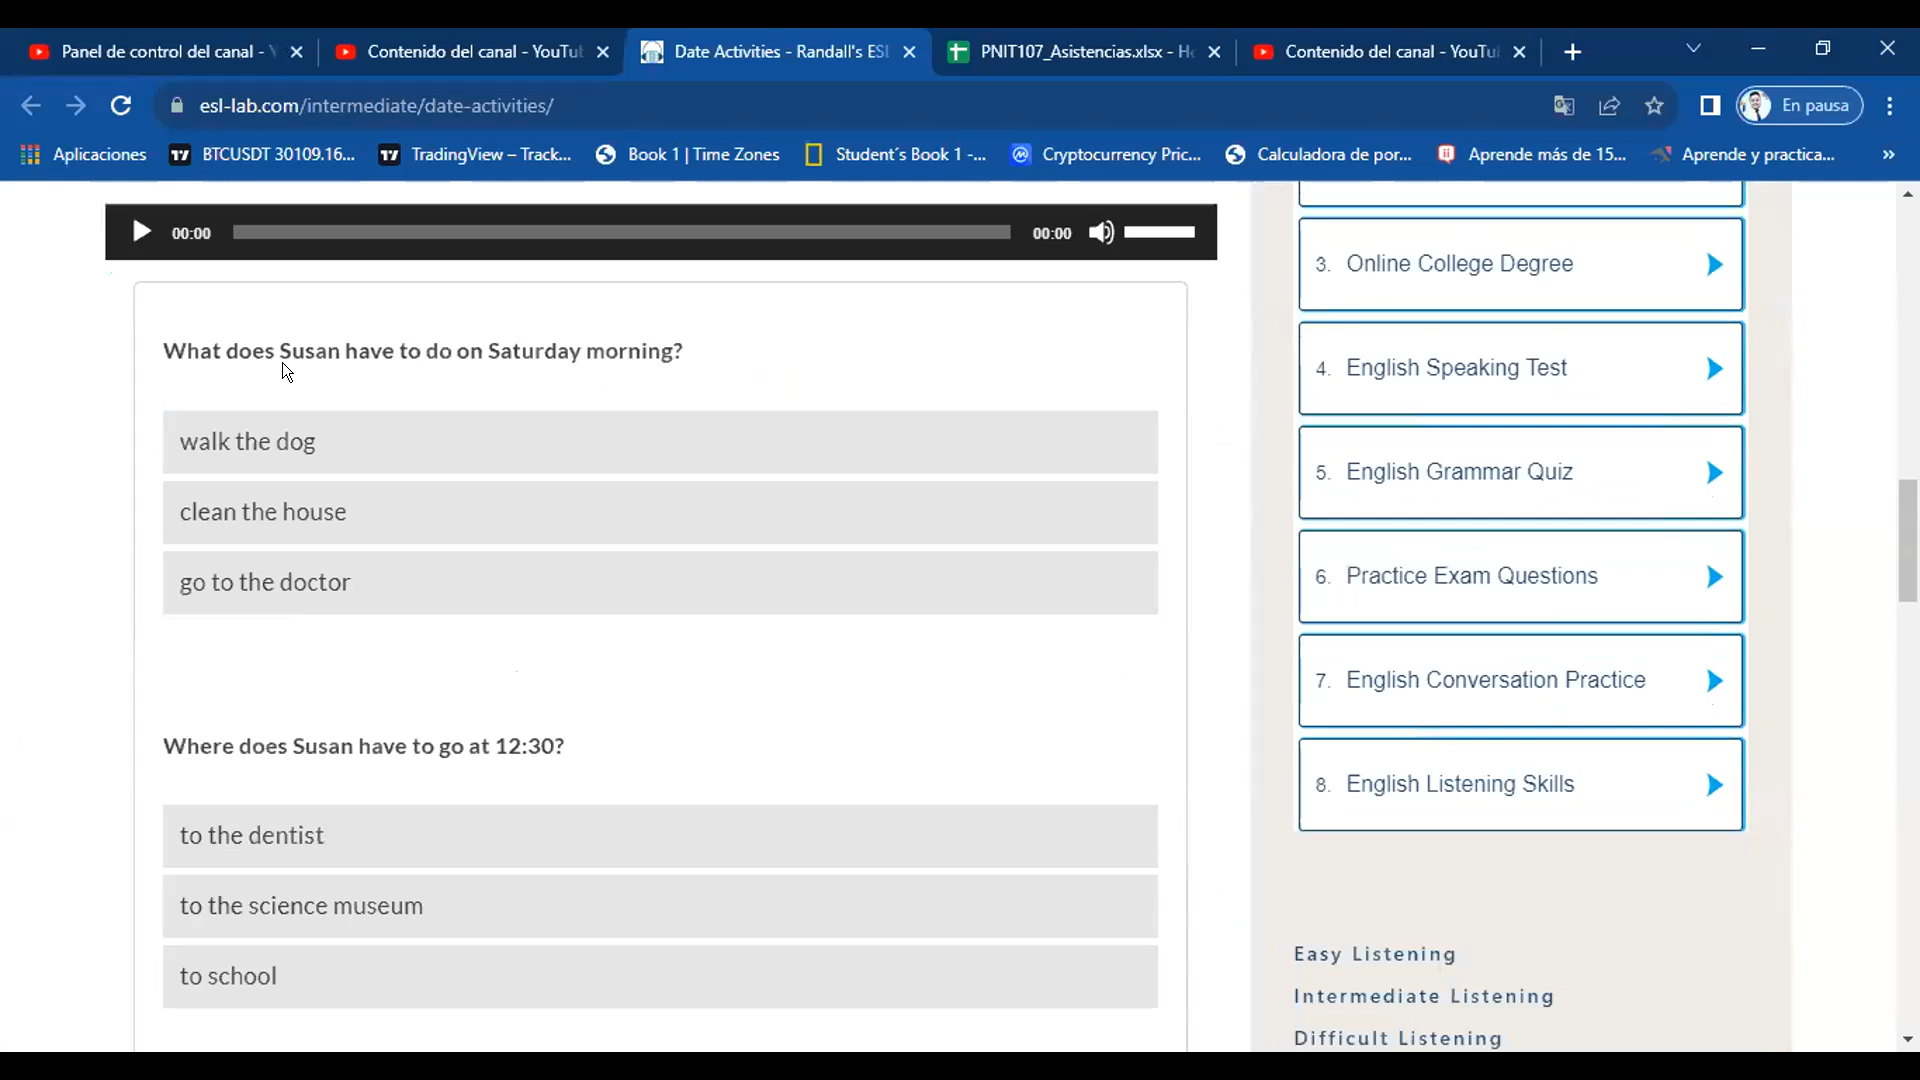 Panel de control del canal - Y
Contenido del canal - YouTub
Date Activities - Randall's ESL
PNIT107_Asistencias.xlsx - Ho
Contenido del canal - YouTu
esl-lab.com/intermediate/date-activities/
En pausa
Aplicaciones
BTCUSDT 30109.16...
TradingView – Track...
Book 1 | Time Zones
Student´s Book 1 -...
Cryptocurrency Pric...
Calculadora de por...
Aprende más de 15...
Aprende y practica...
»
00:00
00:00
What does Susan have to do on Saturday morning?
walk the dog
clean the house
go to the doctor
Where does Susan have to go at 12:30?
to the dentist
to the science museum
to school
3. Online College Degree
4. English Speaking Test
5. English Grammar Quiz
6. Practice Exam Questions
7. English Conversation Practice
8. English Listening Skills
Easy Listening
Intermediate Listening
Difficult Listening